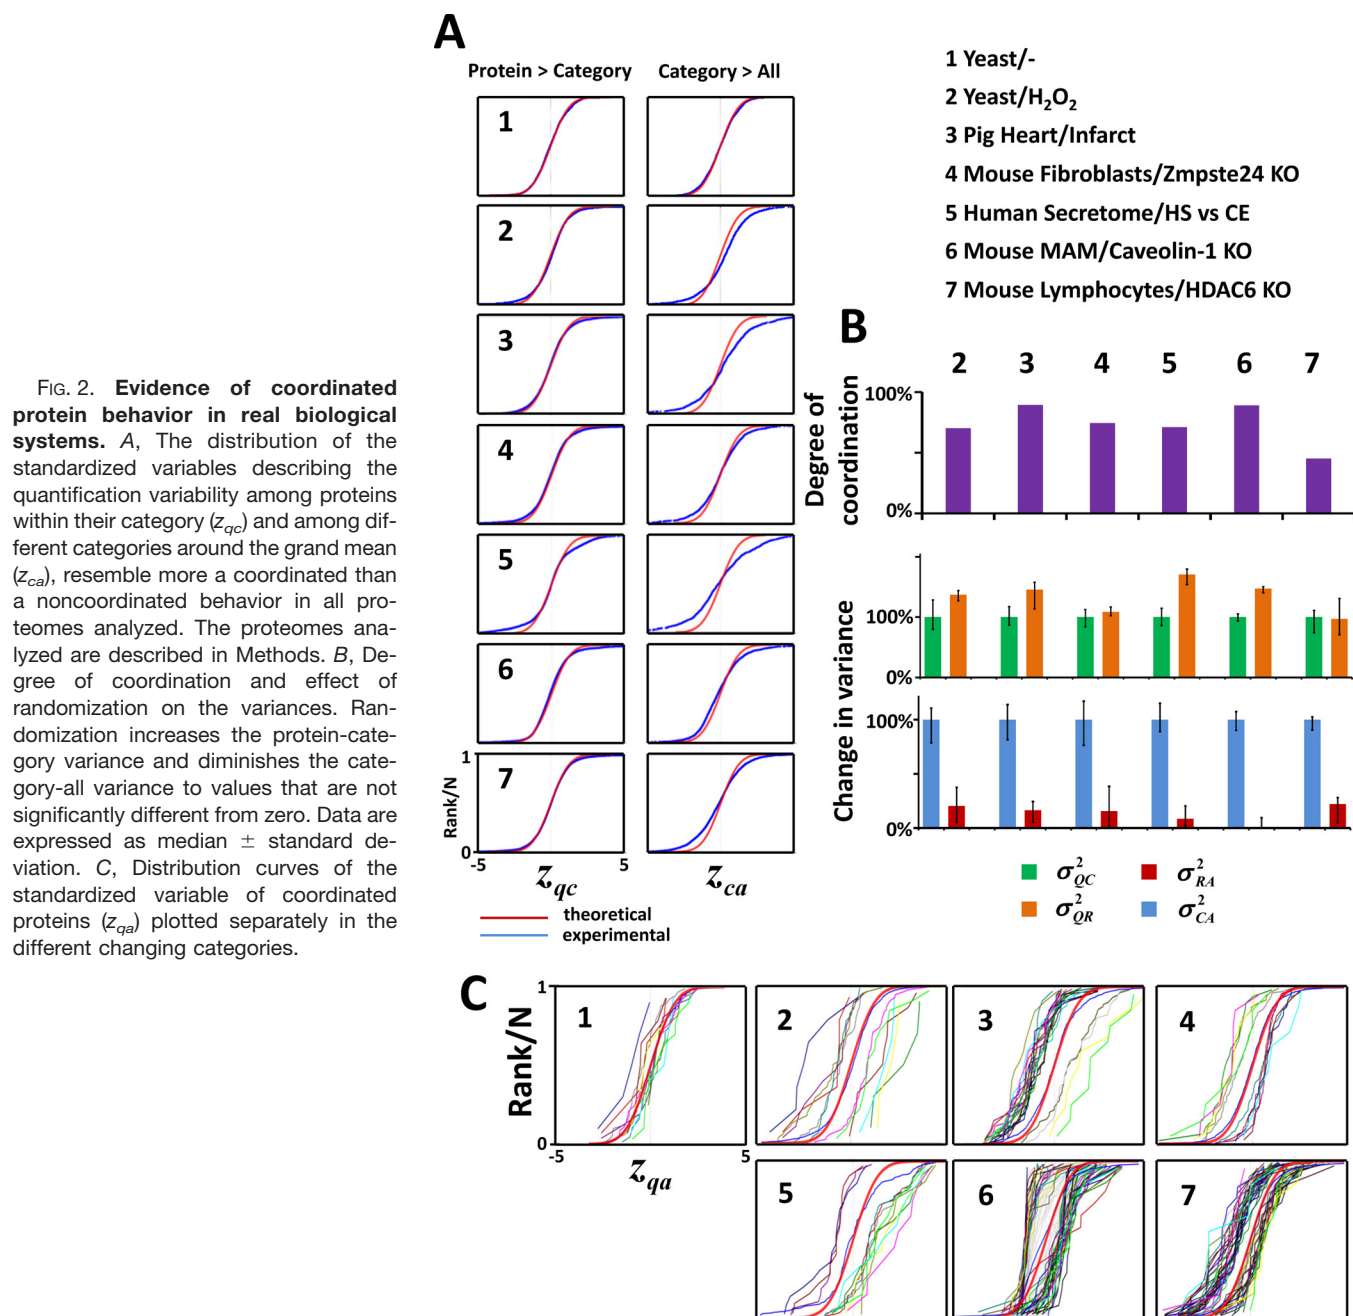 FIG. 2. Evidence of coordinated
protein behavior in real biological
systems. A, The distribution of the
standardized variables describing the
quantification variability among proteins
within their category (zqc) and among dif-
ferent categories around the grand mean
(zca), resemble more a coordinated than
a noncoordinated behavior in all pro-
teomes analyzed. The proteomes ana-
lyzed are described in Methods. B, De-
gree of coordination and effect of
randomization on the variances. Ran-
domization increases the protein-cate-
gory variance and diminishes the cate-
gory-all variance to values that are not
significantly different from zero. Data are
expressed as median ± standard de-
viation. C, Distribution curves of the
standardized variable of coordinated
proteins (zqa) plotted separately in the
different changing categories.
A
Protein > Category
Category > All
1
2
3
4
5
6
7
Rank/N
1
0
-5
5
zqc
zca
theoretical
experimental
1 Yeast/-
2 Yeast/H₂O₂
3 Pig Heart/Infarct
4 Mouse Fibroblasts/Zmpste24 KO
5 Human Secretome/HS vs CE
6 Mouse MAM/Caveolin-1 KO
7 Mouse Lymphocytes/HDAC6 KO
B
2 3 4 5 6 7
Degree of
coordination
100%
0%
Change in variance
100%
0%
100%
0%
σ²QC
σ²RA
σ²QR
σ²CA
C
Rank/N
1
0
-5
5
zqa
1
2
3
4
5
6
7